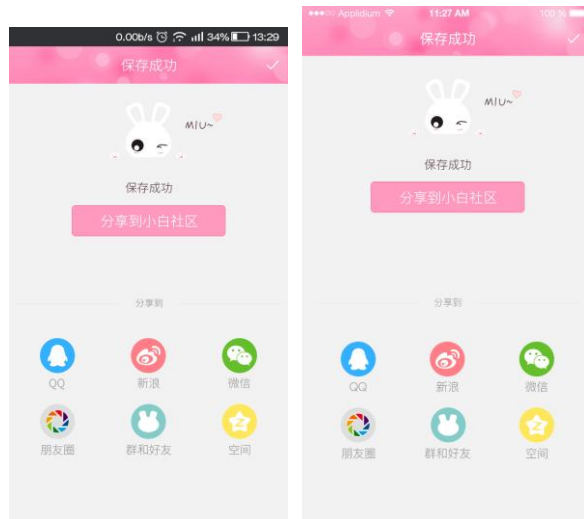 0.00b/s 34% 13:29
保存成功
MIU~
保存成功
分享到小白社区
分享到
QQ 新浪 微信
朋友圈 群和好友 空间
Applidium 11:27 AM 100 %
保存成功
MIU~
保存成功
分享到小白社区
分享到
QQ 新浪 微信
朋友圈 群和好友 空间